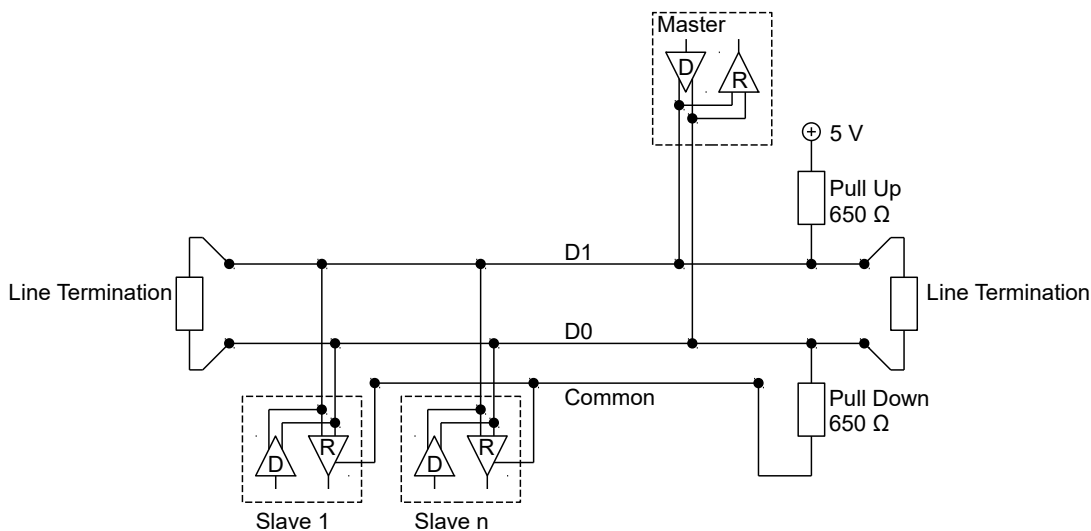 Master
D
R
5 V
Pull Up
650 Ω
D1
Line Termination
Line Termination
D0
Common
Pull Down
650 Ω
D
R
D
R
Slave 1
Slave n